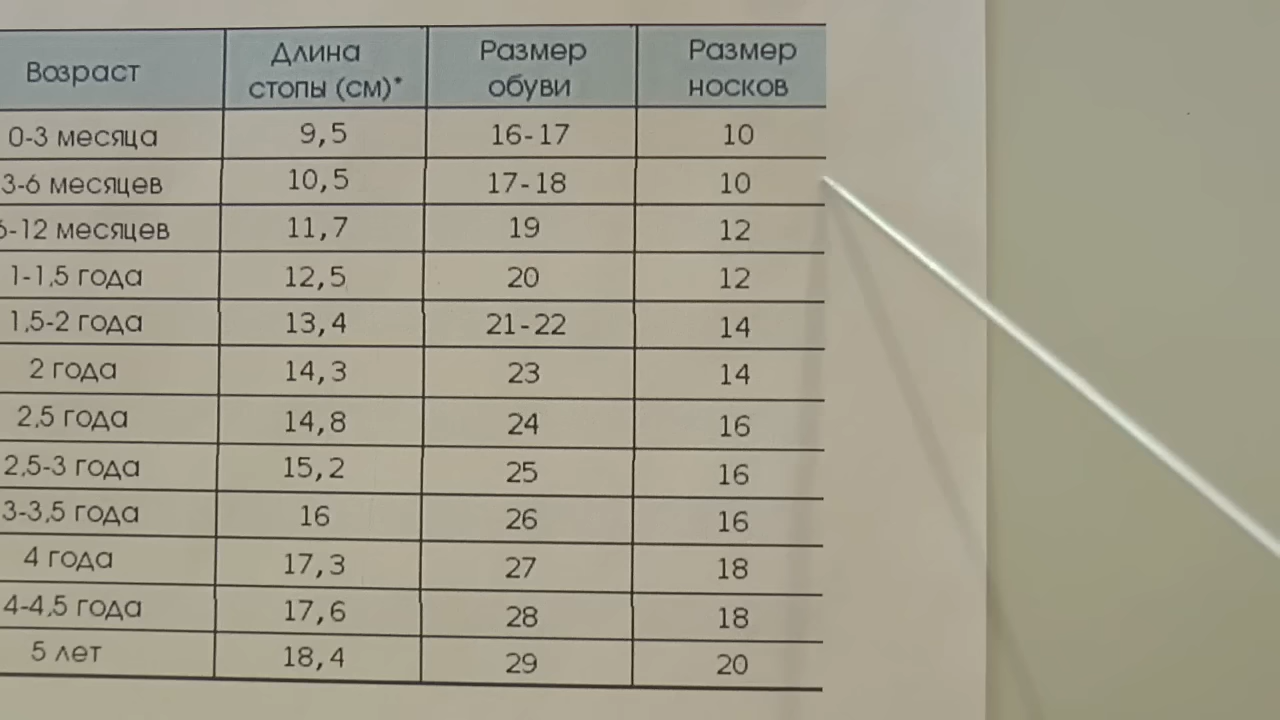 Возраст Длина стопы (см)* Размер обуви Размер носков
0-3 месяца 9,5 16-17 10
3-6 месяцев 10,5 17-18 10
6-12 месяцев 11,7 19 12
1-1,5 года 12,5 20 12
1,5-2 года 13,4 21-22 14
2 года 14,3 23 14
2,5 года 14,8 24 16
2,5-3 года 15,2 25 16
3-3,5 года 16 26 16
4 года 17,3 27 18
4-4,5 года 17,6 28 18
5 лет 18,4 29 20